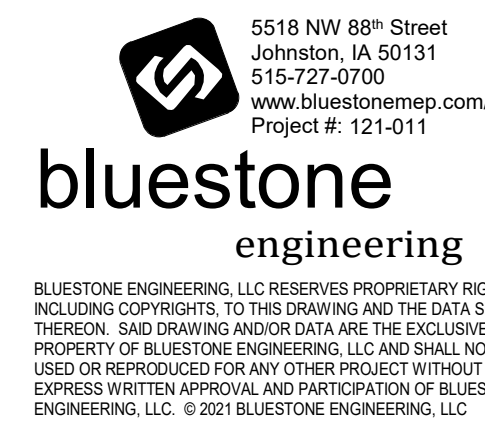 5518 NW 88th Street
Johnston, IA 50131
515-727-0700
www.bluestonemep.com/
Project #: 121-011
bluestone
engineering
BLUESTONE ENGINEERING, LLC RESERVES PROPRIETARY RIG
INCLUDING COPYRIGHTS, TO THIS DRAWING AND THE DATA S
THEREON. SAID DRAWING AND/OR DATA ARE THE EXCLUSIVE
PROPERTY OF BLUESTONE ENGINEERING, LLC AND SHALL NO
USED OR REPRODUCED FOR ANY OTHER PROJECT WITHOUT
EXPRESS WRITTEN APPROVAL AND PARTICIPATION OF BLUES
ENGINEERING, LLC. © 2021 BLUESTONE ENGINEERING, LLC